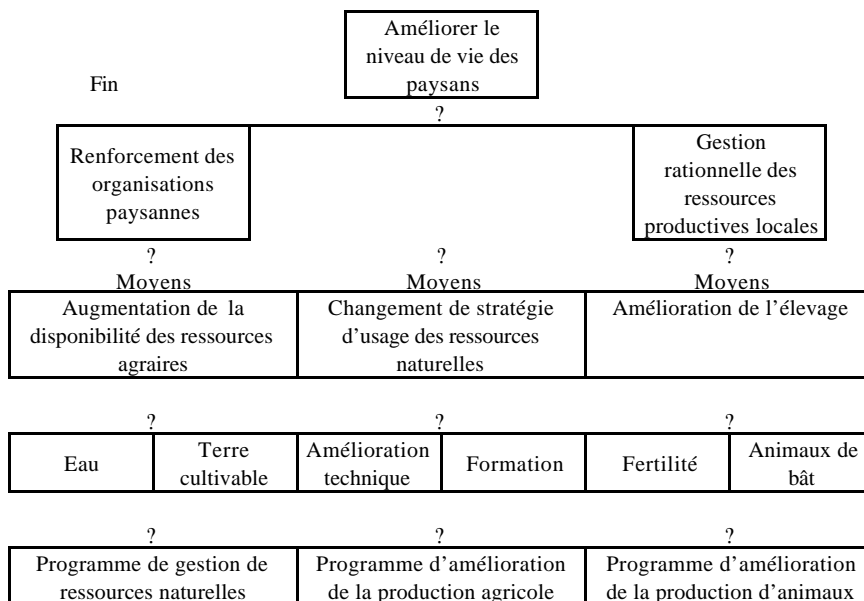 Améliorer le
niveau de vie des
paysans
Fin
?
Renforcement des
organisations
paysannes
Gestion
rationnelle des
ressources
productives locales
? ? ?
Moyens Moyens Moyens
Augmentation de la
disponibilité des ressources
agraires
Changement de stratégie
d’usage des ressources
naturelles
Amélioration de l’élevage
? ? ?
Eau
Terre
cultivable
Amélioration
technique
Formation
Fertilité
Animaux de
bât
? ? ?
Programme de gestion de
ressources naturelles
Programme d’amélioration
de la production agricole
Programme d’amélioration
de la production d’animaux